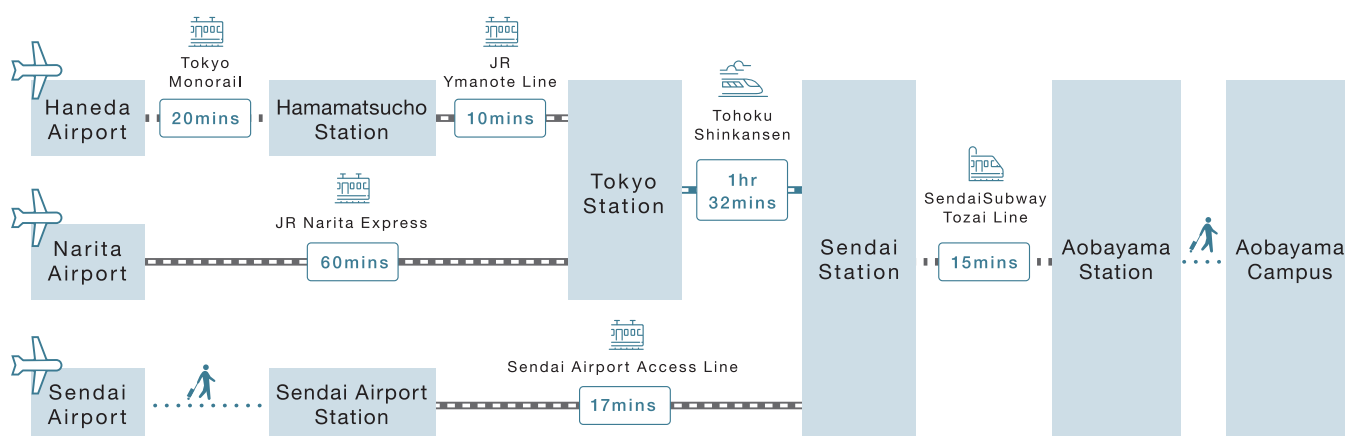 Tokyo
Monorail
JR
Ymanote Line
Haneda
Airport
20mins
Hamamatsucho
Station
10mins
Tohoku
Shinkansen
Tokyo
Station
1hr
32mins
JR Narita Express
Narita
Airport
60mins
SendaiSubway
Tozai Line
Sendai
Station
15mins
Aobayama
Station
Aobayama
Campus
Sendai Airport Access Line
Sendai
Airport
Sendai Airport
Station
17mins